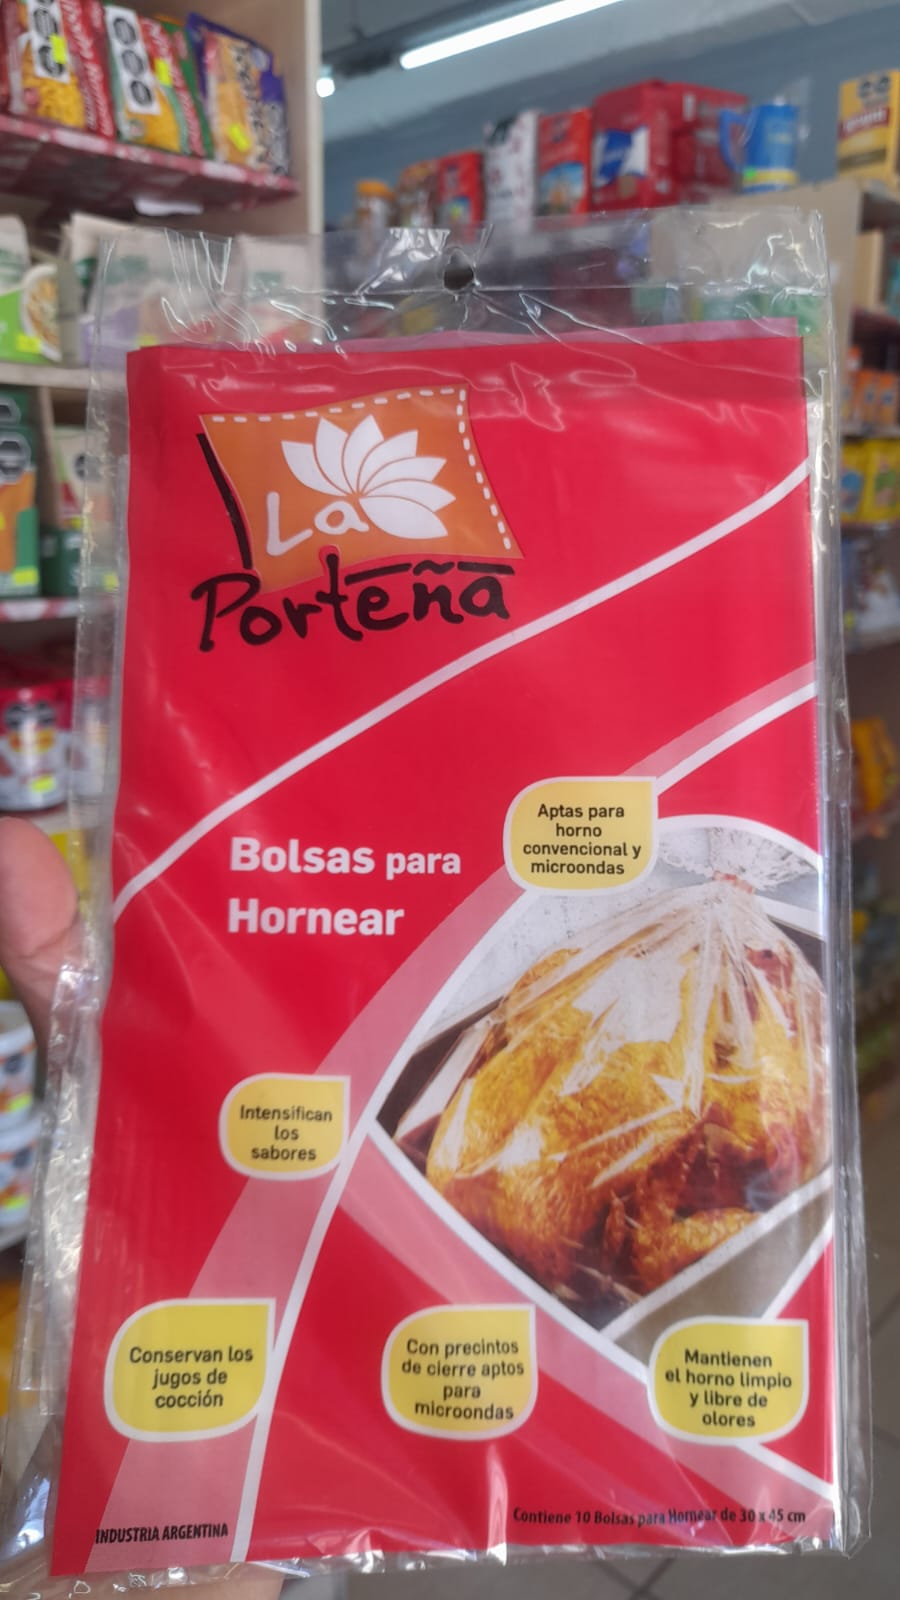 La
Porteña
Bolsas para
Hornear
Aptas para
horno
convencional y
microondas
Intensifican
los
sabores
Conservan los
jugos de
cocción
Con precintos
de cierre aptos
para
microondas
Mantienen
el horno limpio
y libre de
olores
INDUSTRIA ARGENTINA
Contiene 10 Bolsas para Hornear de 30 x 45 cm